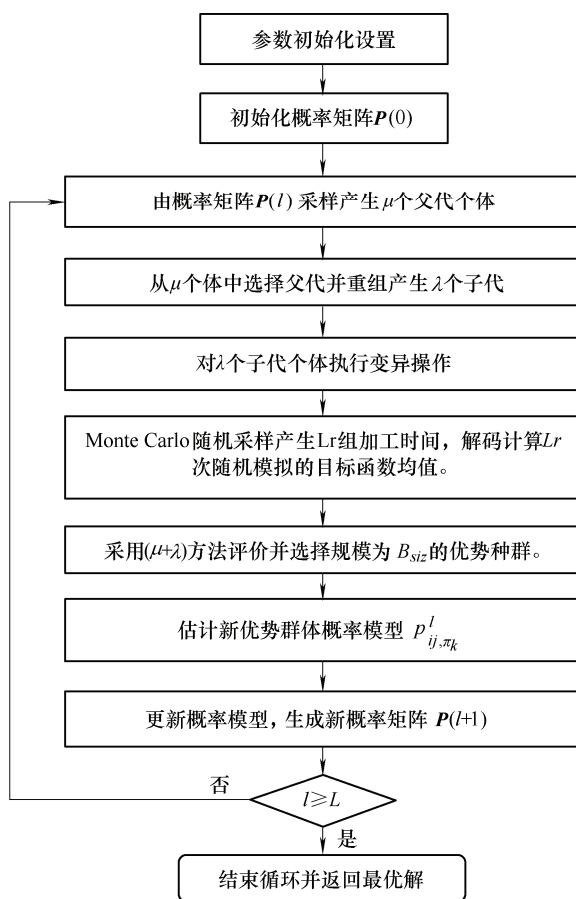 参数初始化设置
初始化概率矩阵P(0)
由概率矩阵P(l) 采样产生μ个父代个体
从μ个体中选择父代并重组产生λ个子代
对λ个子代个体执行变异操作
Monte Carlo随机采样产生Lr组加工时间，解码计算Lr
次随机模拟的目标函数均值。
采用(μ+λ)方法评价并选择规模为 B_{siz}的优势种群。
估计新优势群体概率模型 p^{l}_{ij,π_k}
更新概率模型，生成新概率矩阵 P(l+1)
否
l≥L
是
结束循环并返回最优解